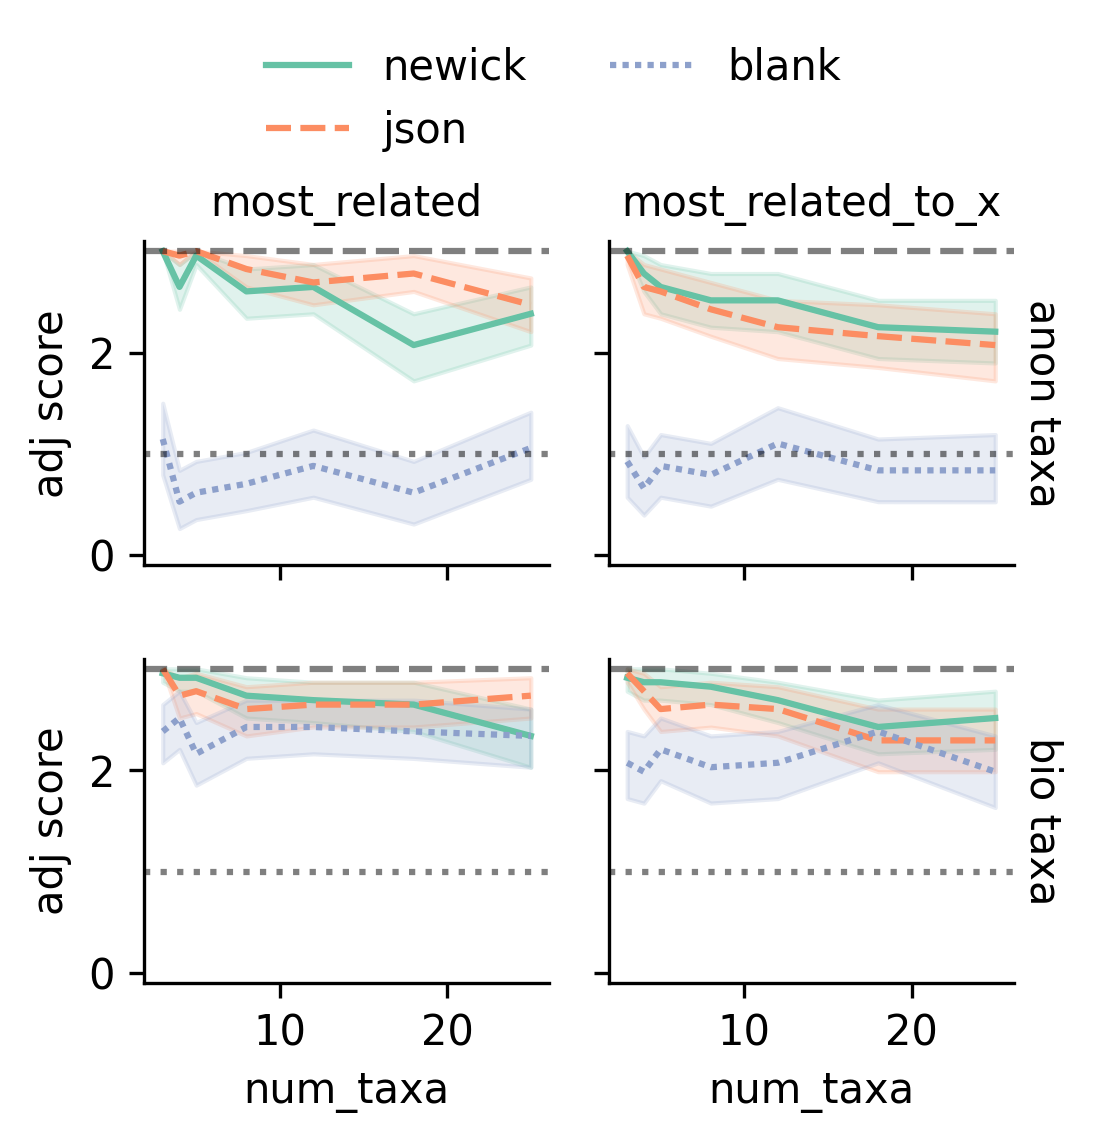 newick
blank
json
most_related
most_related_to_x
adj score
2
0
anon taxa
adj score
2
0
bio taxa
10
20
10
20
num_taxa
num_taxa